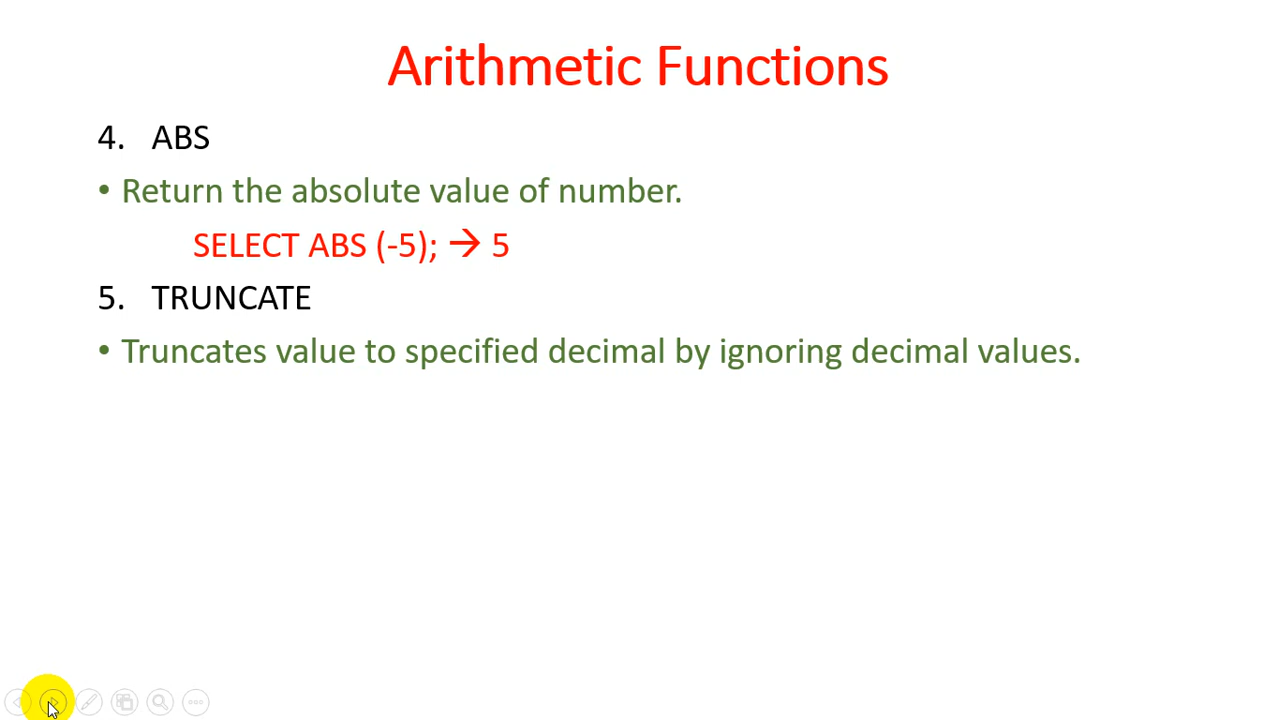 Arithmetic Functions
4. ABS
• Return the absolute value of number.
SELECT ABS (-5); → 5
5. TRUNCATE
• Truncates value to specified decimal by ignoring decimal values.